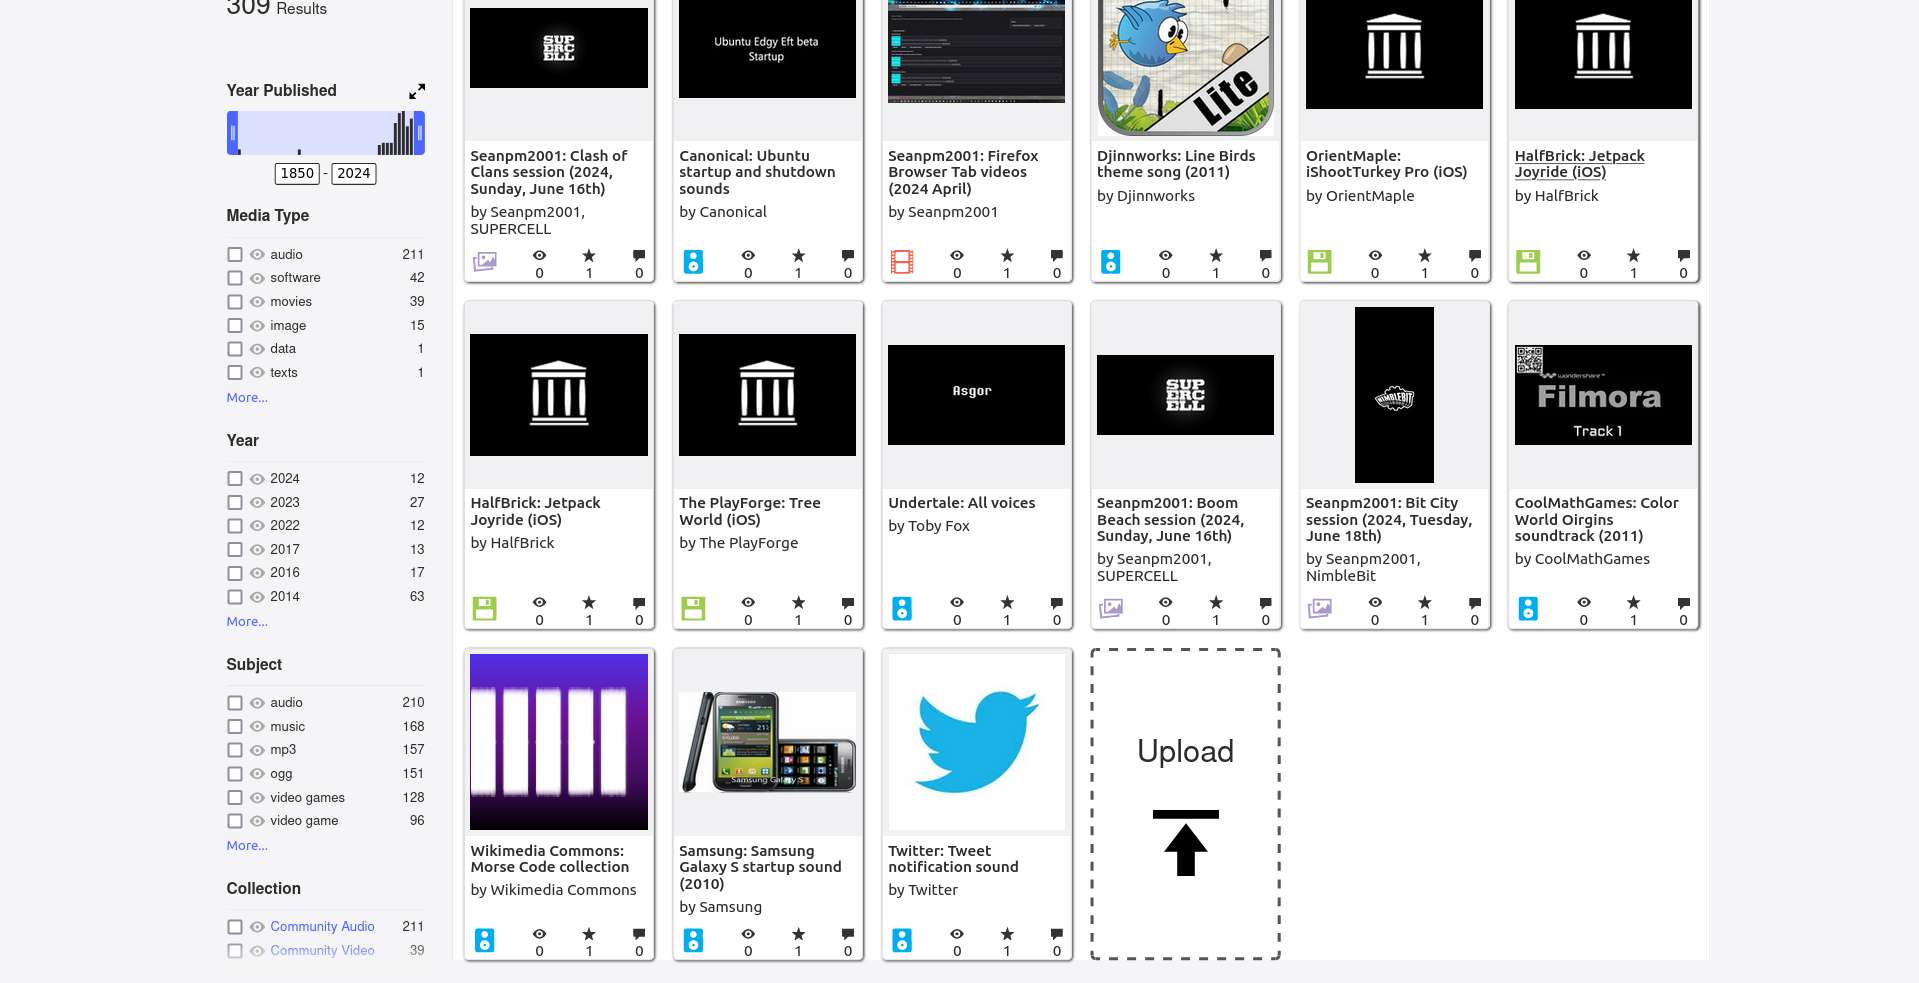 309 Results
Year Published
1850 - 2024
Media Type
audio 211
software 42
movies 39
image 15
data 1
texts 1
More...
Year
2024 12
2023 27
2022 12
2017 13
2016 17
2014 63
More...
Subject
audio 210
music 168
mp3 157
ogg 151
video games 128
video game 96
More...
Collection
Community Audio 211
Community Video 39
SUP
ERC
ELL
Seanpm2001: Clash of
Clans session (2024,
Sunday, June 16th)
by Seanpm2001,
SUPERCELL
0 1 0
Ubuntu Edgy Eft beta
Startup
Canonical: Ubuntu
startup and shutdown
sounds
by Canonical
0 1 0
Seanpm2001: Firefox
Browser Tab videos
(2024 April)
by Seanpm2001
0 1 0
Lite
Djinnworks: Line Birds
theme song (2011)
by Djinnworks
0 1 0
OrientMaple:
iShootTurkey Pro (iOS)
by OrientMaple
0 1 0
HalfBrick: Jetpack
Joyride (iOS)
by HalfBrick
0 1 0
HalfBrick: Jetpack
Joyride (iOS)
by HalfBrick
0 1 0
The PlayForge: Tree
World (iOS)
by The PlayForge
0 1 0
Asgor
Undertale: All voices
by Toby Fox
0 1 0
SUP
ERC
ELL
Seanpm2001: Boom
Beach session (2024,
Sunday, June 16th)
by Seanpm2001,
SUPERCELL
0 1 0
NIMBLEBIT
Seanpm2001: Bit City
session (2024, Tuesday,
June 18th)
by Seanpm2001,
NimbleBit
0 1 0
wondershare™
Filmora
Track 1
CoolMathGames: Color
World Oirgins
soundtrack (2011)
by CoolMathGames
0 1 0
Wikimedia Commons:
Morse Code collection
by Wikimedia Commons
0 1 0
Samsung Galaxy S
Samsung: Samsung
Galaxy S startup sound
(2010)
by Samsung
0 1 0
Twitter: Tweet
notification sound
by Twitter
0 1 0
Upload